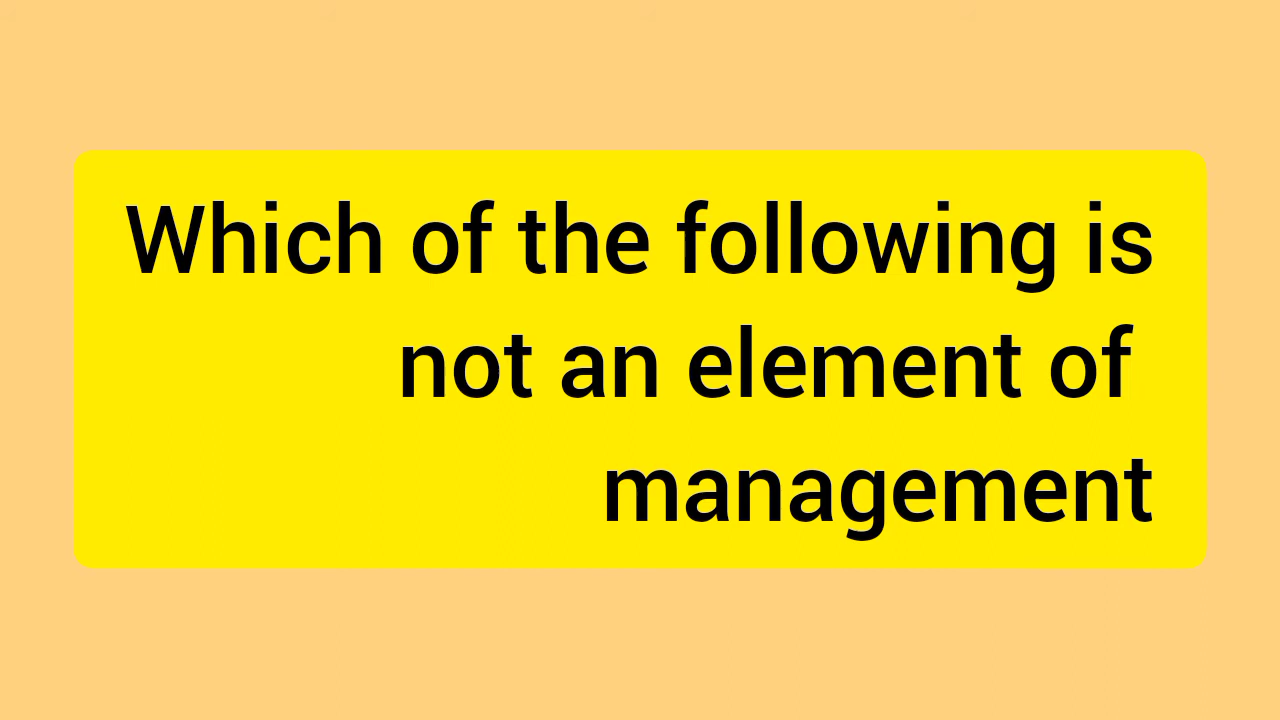 Which of the following is
not an element of
management